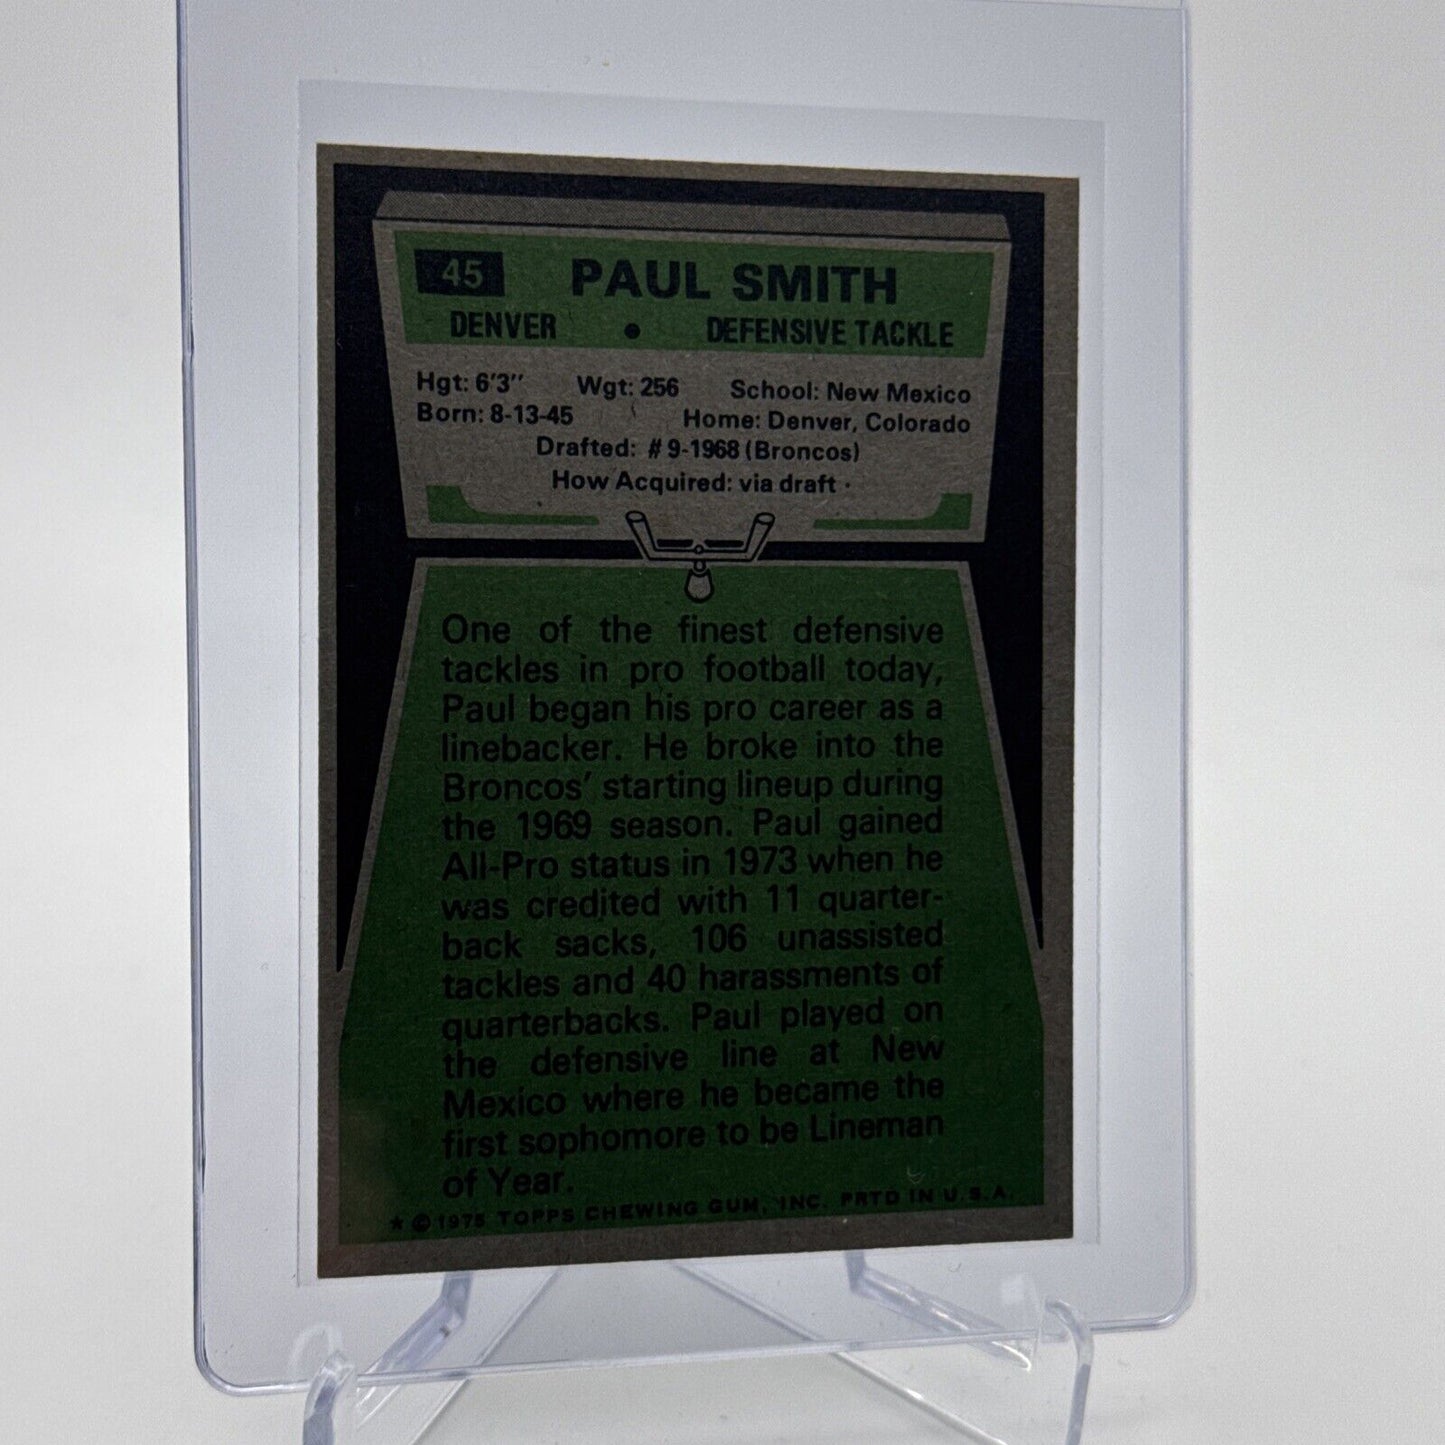 45 PAUL SMITH
DENVER • DEFENSIVE TACKLE
Hgt: 6'3" Wgt: 256 School: New Mexico
Born: 8-13-45 Home: Denver, Colorado
Drafted: #9-1968 (Broncos)
How Acquired: via draft
One of the finest defensive
tackles in pro football today,
Paul began his pro career as a
linebacker. He broke into the
Broncos' starting lineup during
the 1969 season. Paul gained
All-Pro status in 1973 when he
was credited with 11 quarter-
back sacks, 106 unassisted
tackles and 40 harassments of
quarterbacks. Paul played on
the defensive line at New
Mexico where he became the
first sophomore to be Lineman
of Year.
★ © 1975 TOPPS CHEWING GUM, INC. PRTD IN U.S.A.